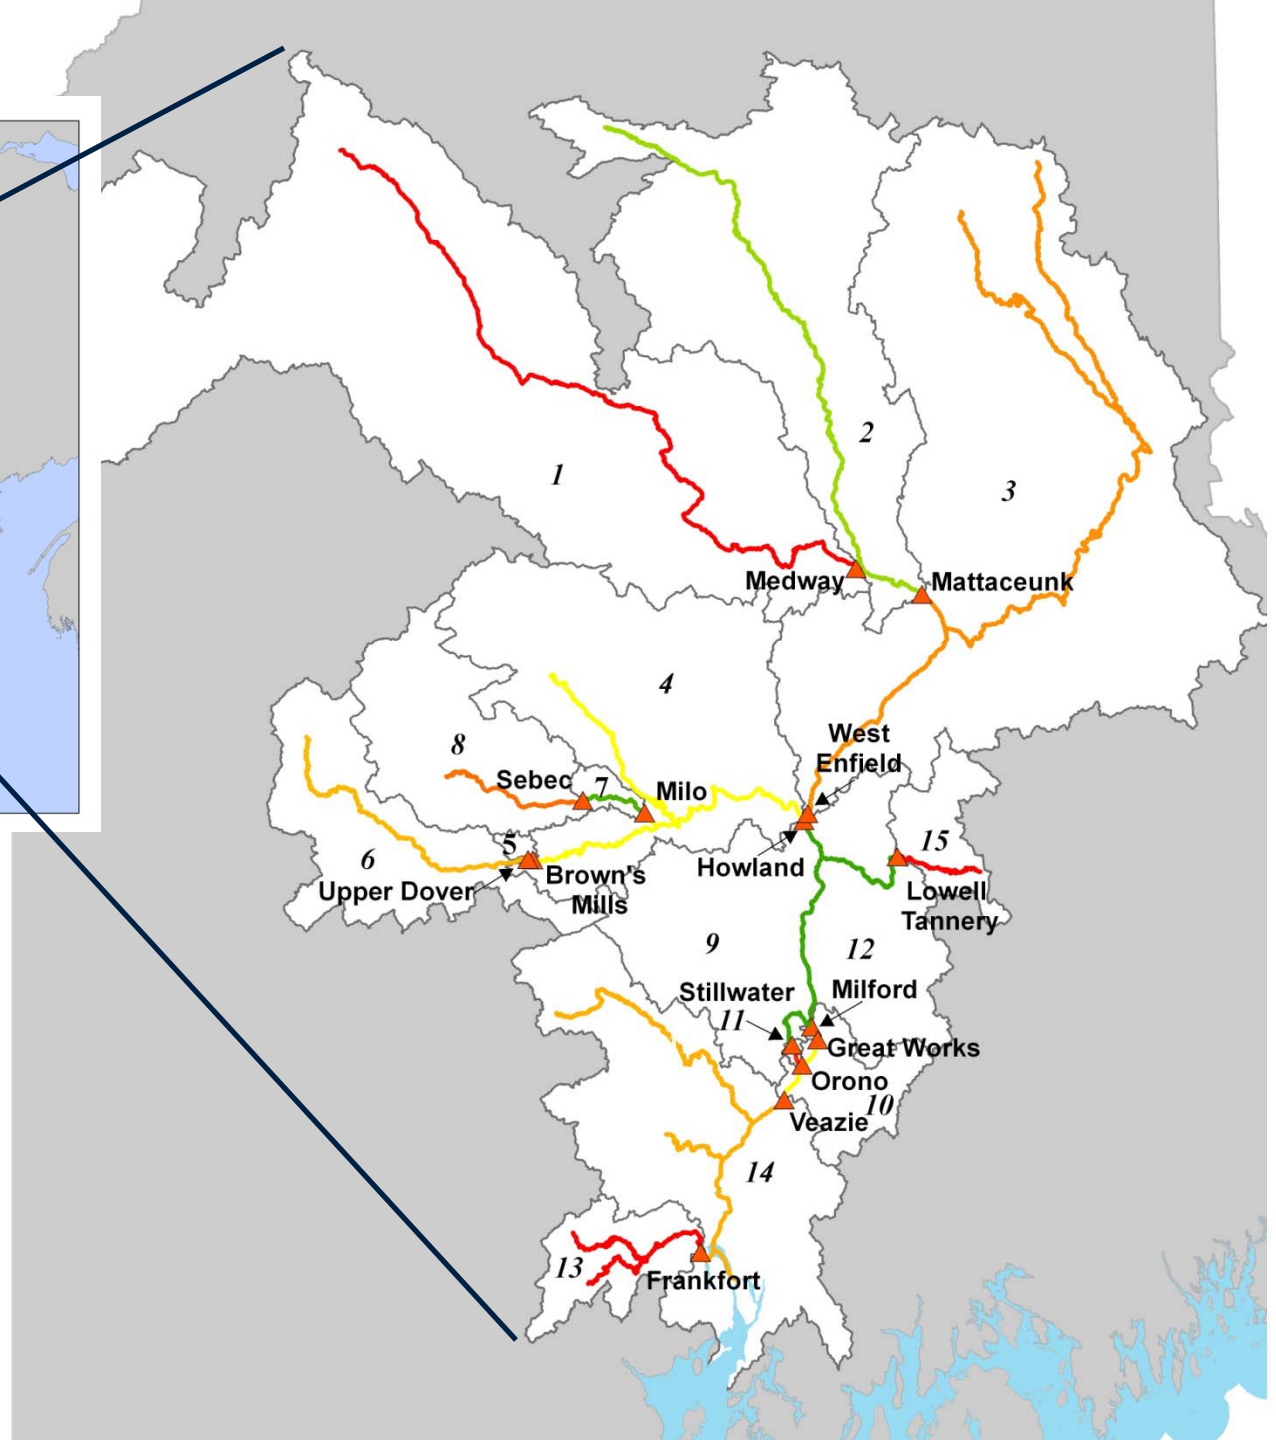 2
1
3
Medway
Mattaceunk
4
West
Enfield
8
Sebec
7
Milo
5
15
6
Howland
Upper Dover
Brown's
Mills
Lowell
Tannery
9
12
Stillwater
Milford
11
Great Works
Orono
10
Veazie
14
13
Frankfort